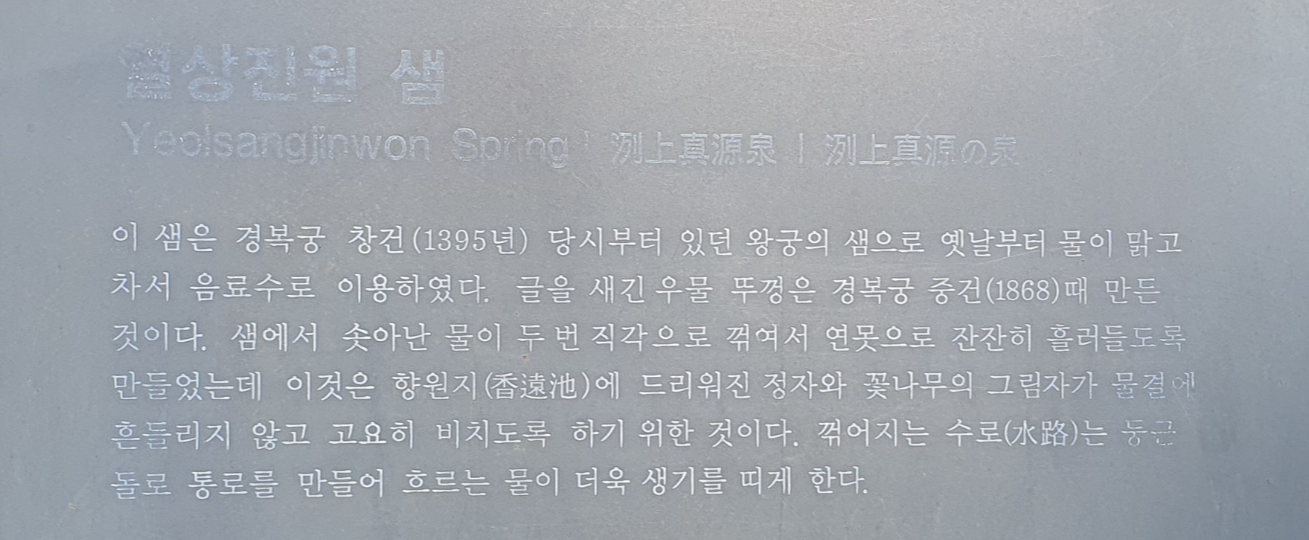 열상진원 샘
Yeolsangjinwon Spring | 洌上真源泉 | 洌上真源の泉
이 샘은 경복궁 창건(1395년) 당시부터 있던 왕궁의 샘으로 옛날부터 물이 맑고
차서 음료수로 이용하였다. 글을 새긴 우물 뚜껑은 경복궁 중건(1868)때 만든
것이다. 샘에서 솟아난 물이 두 번 직각으로 꺾여서 연못으로 잔잔히 흘러들도록
만들었는데 이것은 향원지(香遠池)에 드리워진 정자와 꽃나무의 그림자가 물결에
흔들리지 않고 고요히 비치도록 하기 위한 것이다. 꺾어지는 수로(水路)는 둥근
돌로 통로를 만들어 흐르는 물이 더욱 생기를 띠게 한다.